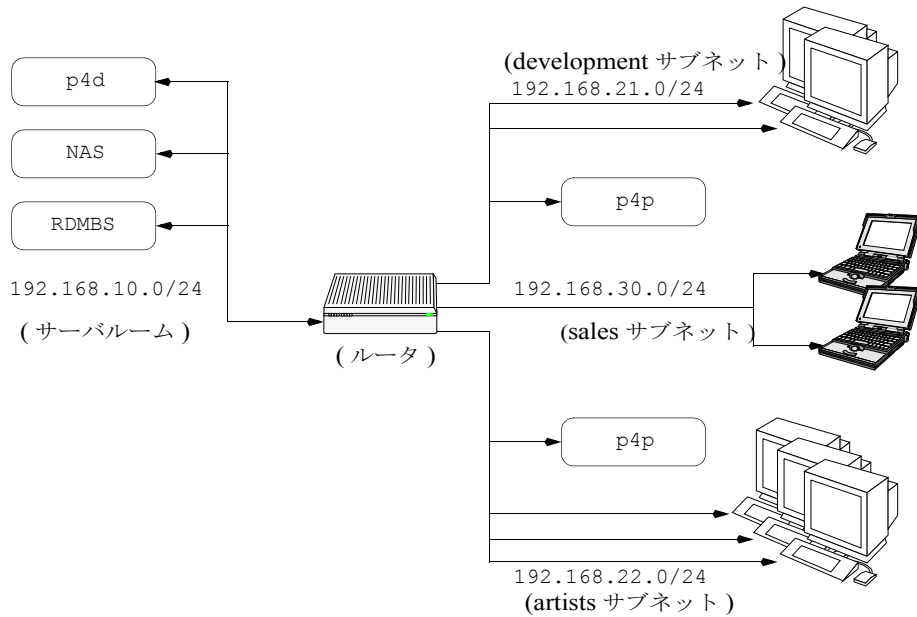 p4d
NAS
RDMBS
192.168.10.0/24
( サーバルーム )
( ルータ )
(development サブネット )
192.168.21.0/24
p4p
192.168.30.0/24
(sales サブネット )
p4p
192.168.22.0/24
(artists サブネット )